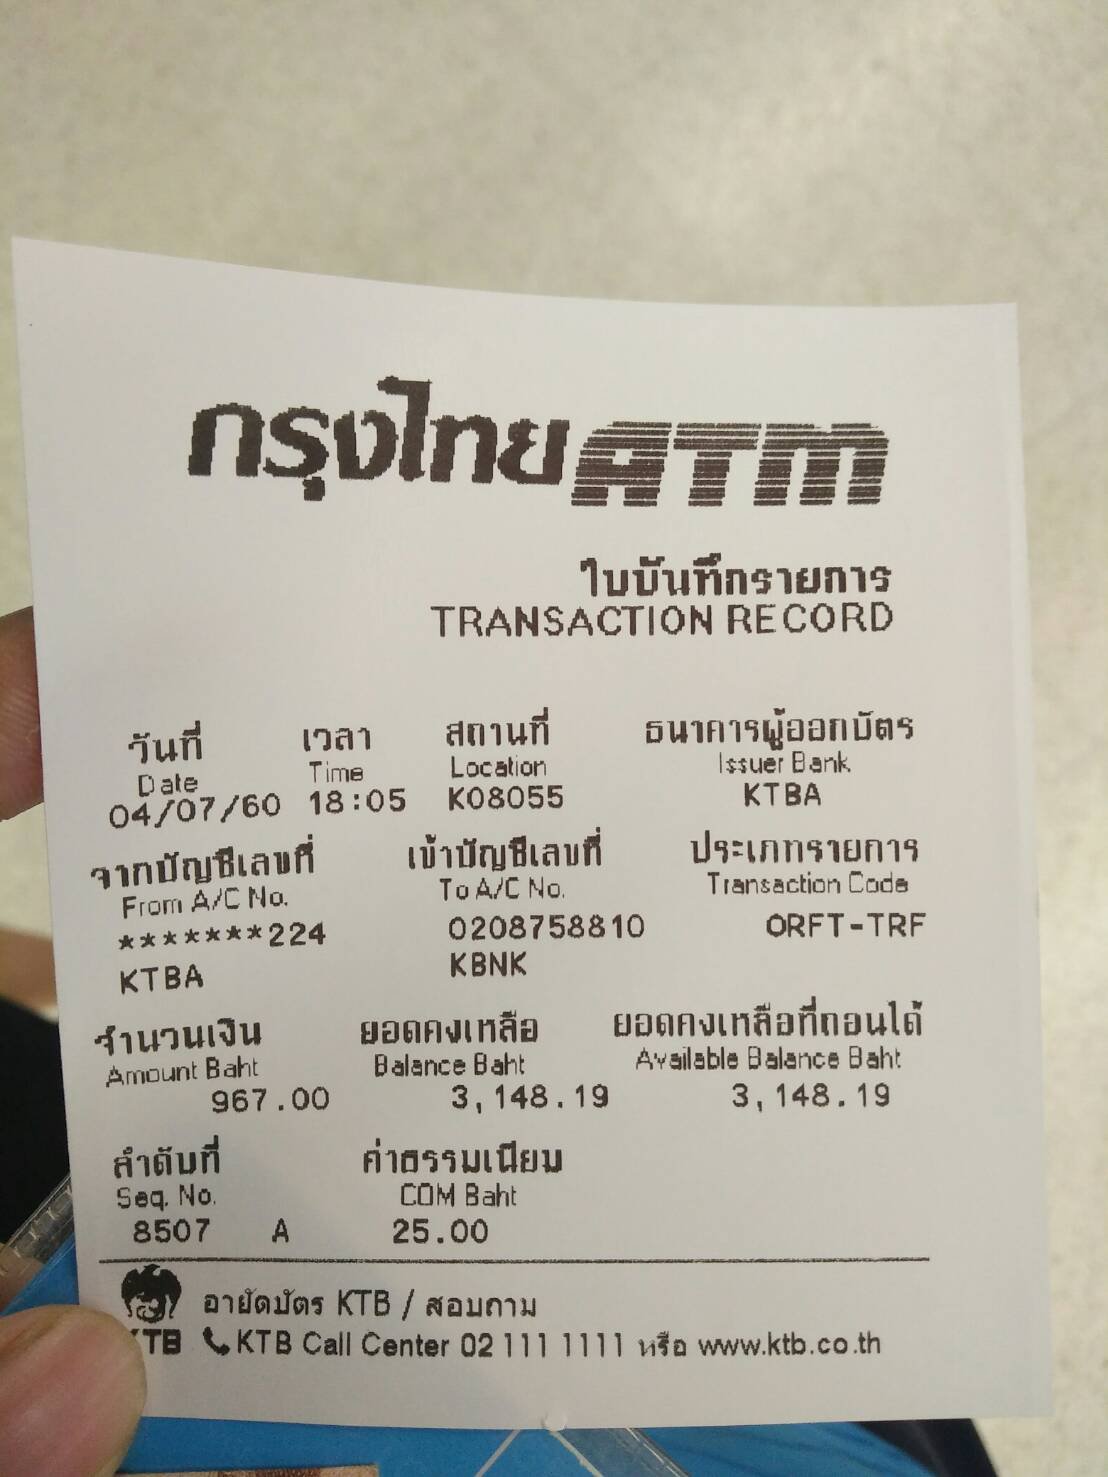 กรุงไทย ATM
ใบบันทึกรายการ
TRANSACTION RECORD
วันที่ เวลา สถานที่ ธนาคารผู้ออกบัตร
Date Time Location Issuer Bank
04/07/60 18:05 K08055 KTBA
จากบัญชีเลขที่ เข้าบัญชีเลขที่ ประเภทรายการ
From A/C No. To A/C No. Transaction Code
*******224 0208758810 ORFT-TRF
KTBA KBNK
จำนวนเงิน ยอดคงเหลือ ยอดคงเหลือที่ถอนได้
Amount Baht Balance Baht Available Balance Baht
967.00 3,148.19 3,148.19
ลำดับที่ ค่าธรรมเนียม
Seq. No. COM Baht
8507 A 25.00
อายัดบัตร KTB / สอบถาม
KTB KTB Call Center 02 111 1111 หรือ www.ktb.co.th